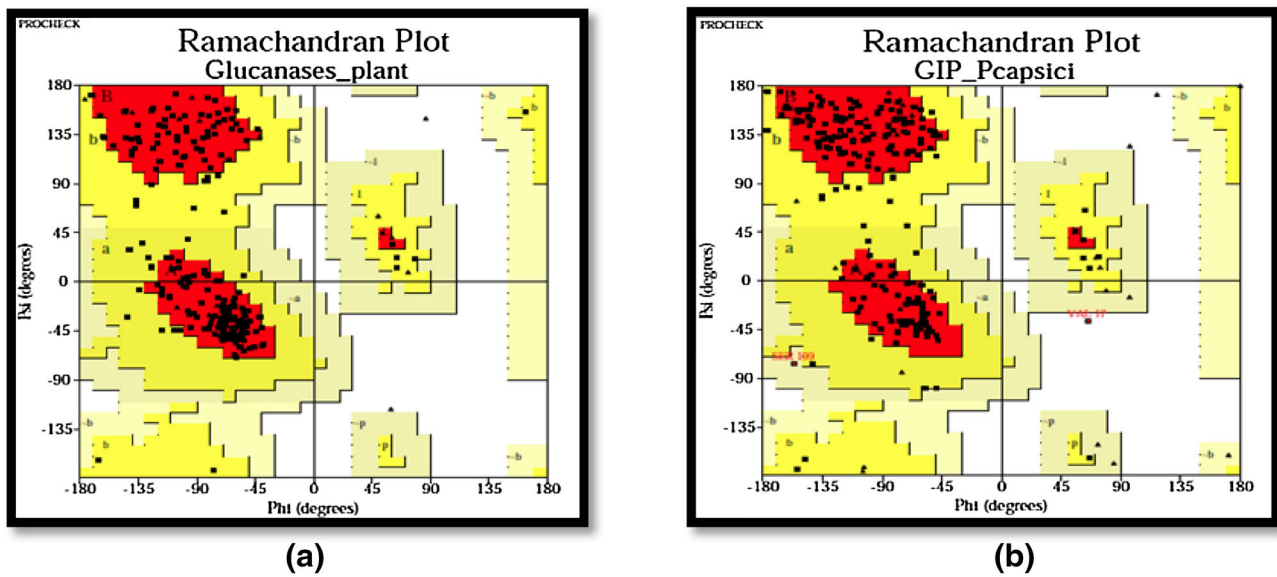 PROCHECK
Ramachandran Plot
Glucanases_plant
B
b
~b
b
~b
~l
l
a
A
~a
~b
b
~p
p
~b
180
135
90
45
0
-45
-90
-135
Psi (degrees)
-180 -135 -90 -45 0 45 90 135 180
Phi (degrees)
(a)
PROCHECK
Ramachandran Plot
GIP_Pcapsici
B
b
~b
b
~b
~l
l
a
~a
VAL 17
SER 109
~b
b
~p
p
~b
180
135
90
45
0
-45
-90
-135
Psi (degrees)
-180 -135 -90 -45 0 45 90 135 180
Phi (degrees)
(b)